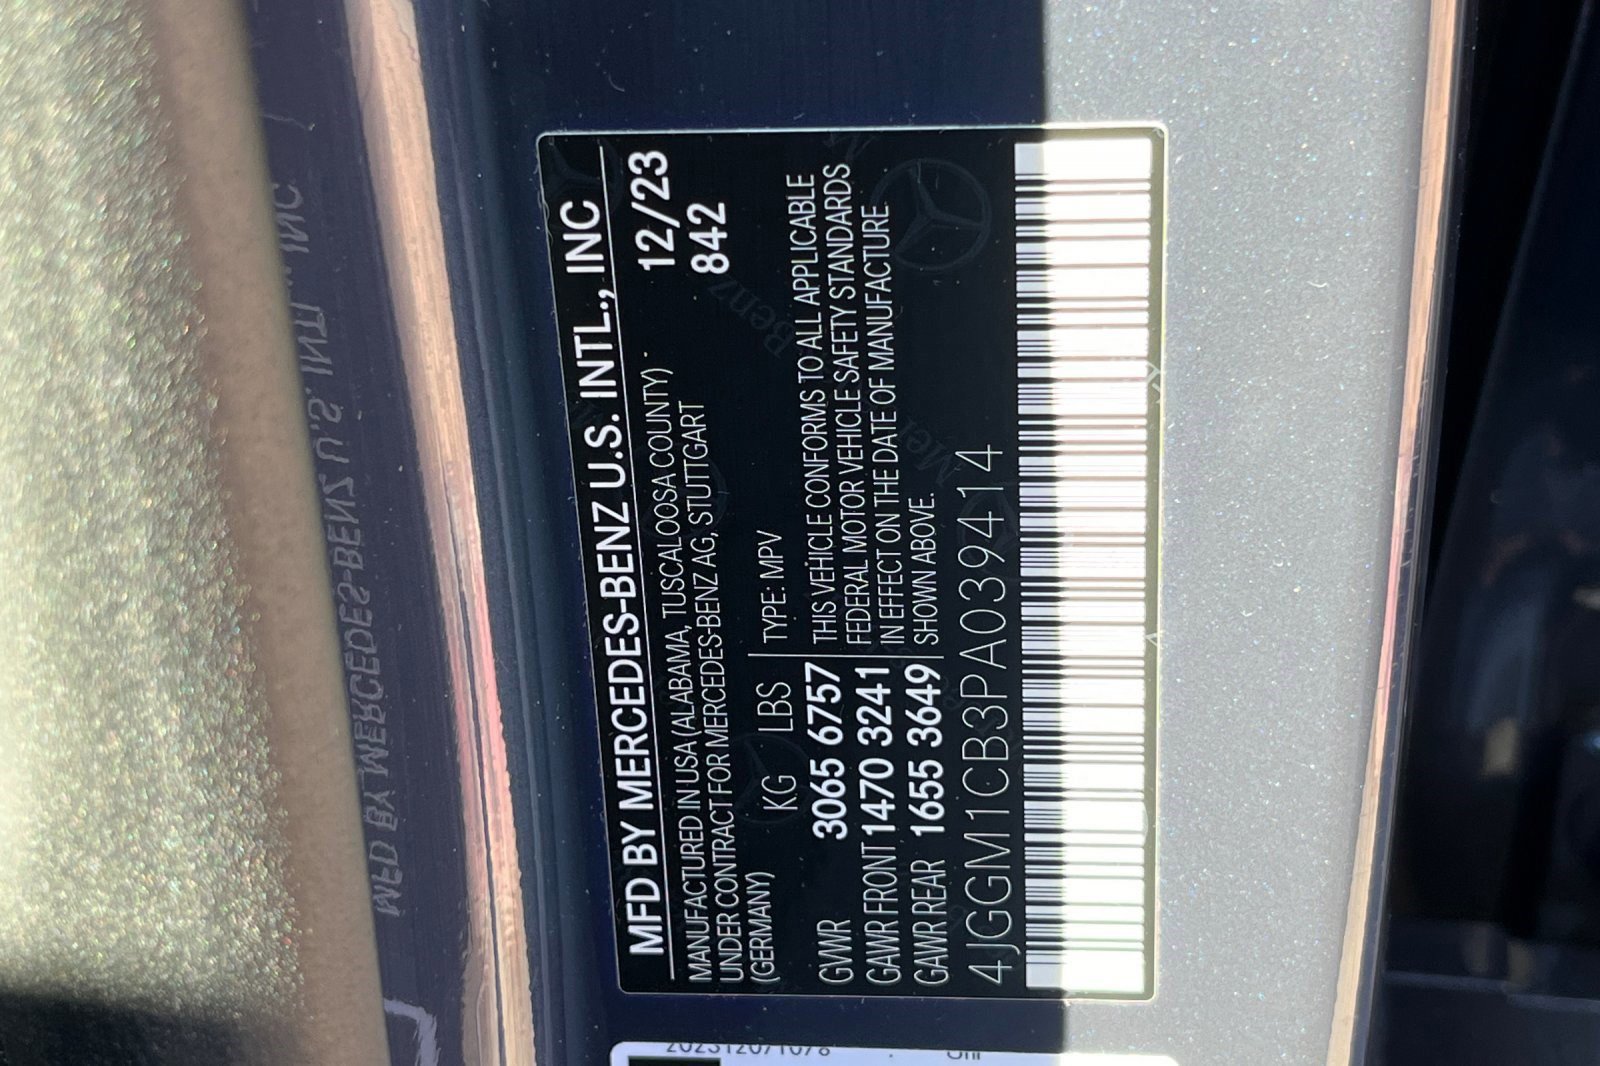 MFD BY MERCEDES-BENZ U.S. INTL., INC
MANUFACTURED IN USA (ALABAMA, TUSCALOOSA COUNTY)
UNDER CONTRACT FOR MERCEDES-BENZ AG, STUTTGART
(GERMANY)
12/23
842
KG LBS TYPE: MPV
GVWR 3065 6757
GAWR FRONT 1470 3241
GAWR REAR 1655 3649
THIS VEHICLE CONFORMS TO ALL APPLICABLE
FEDERAL MOTOR VEHICLE SAFETY STANDARDS
IN EFFECT ON THE DATE OF MANUFACTURE
SHOWN ABOVE.
4JGGM1CB3PA039414